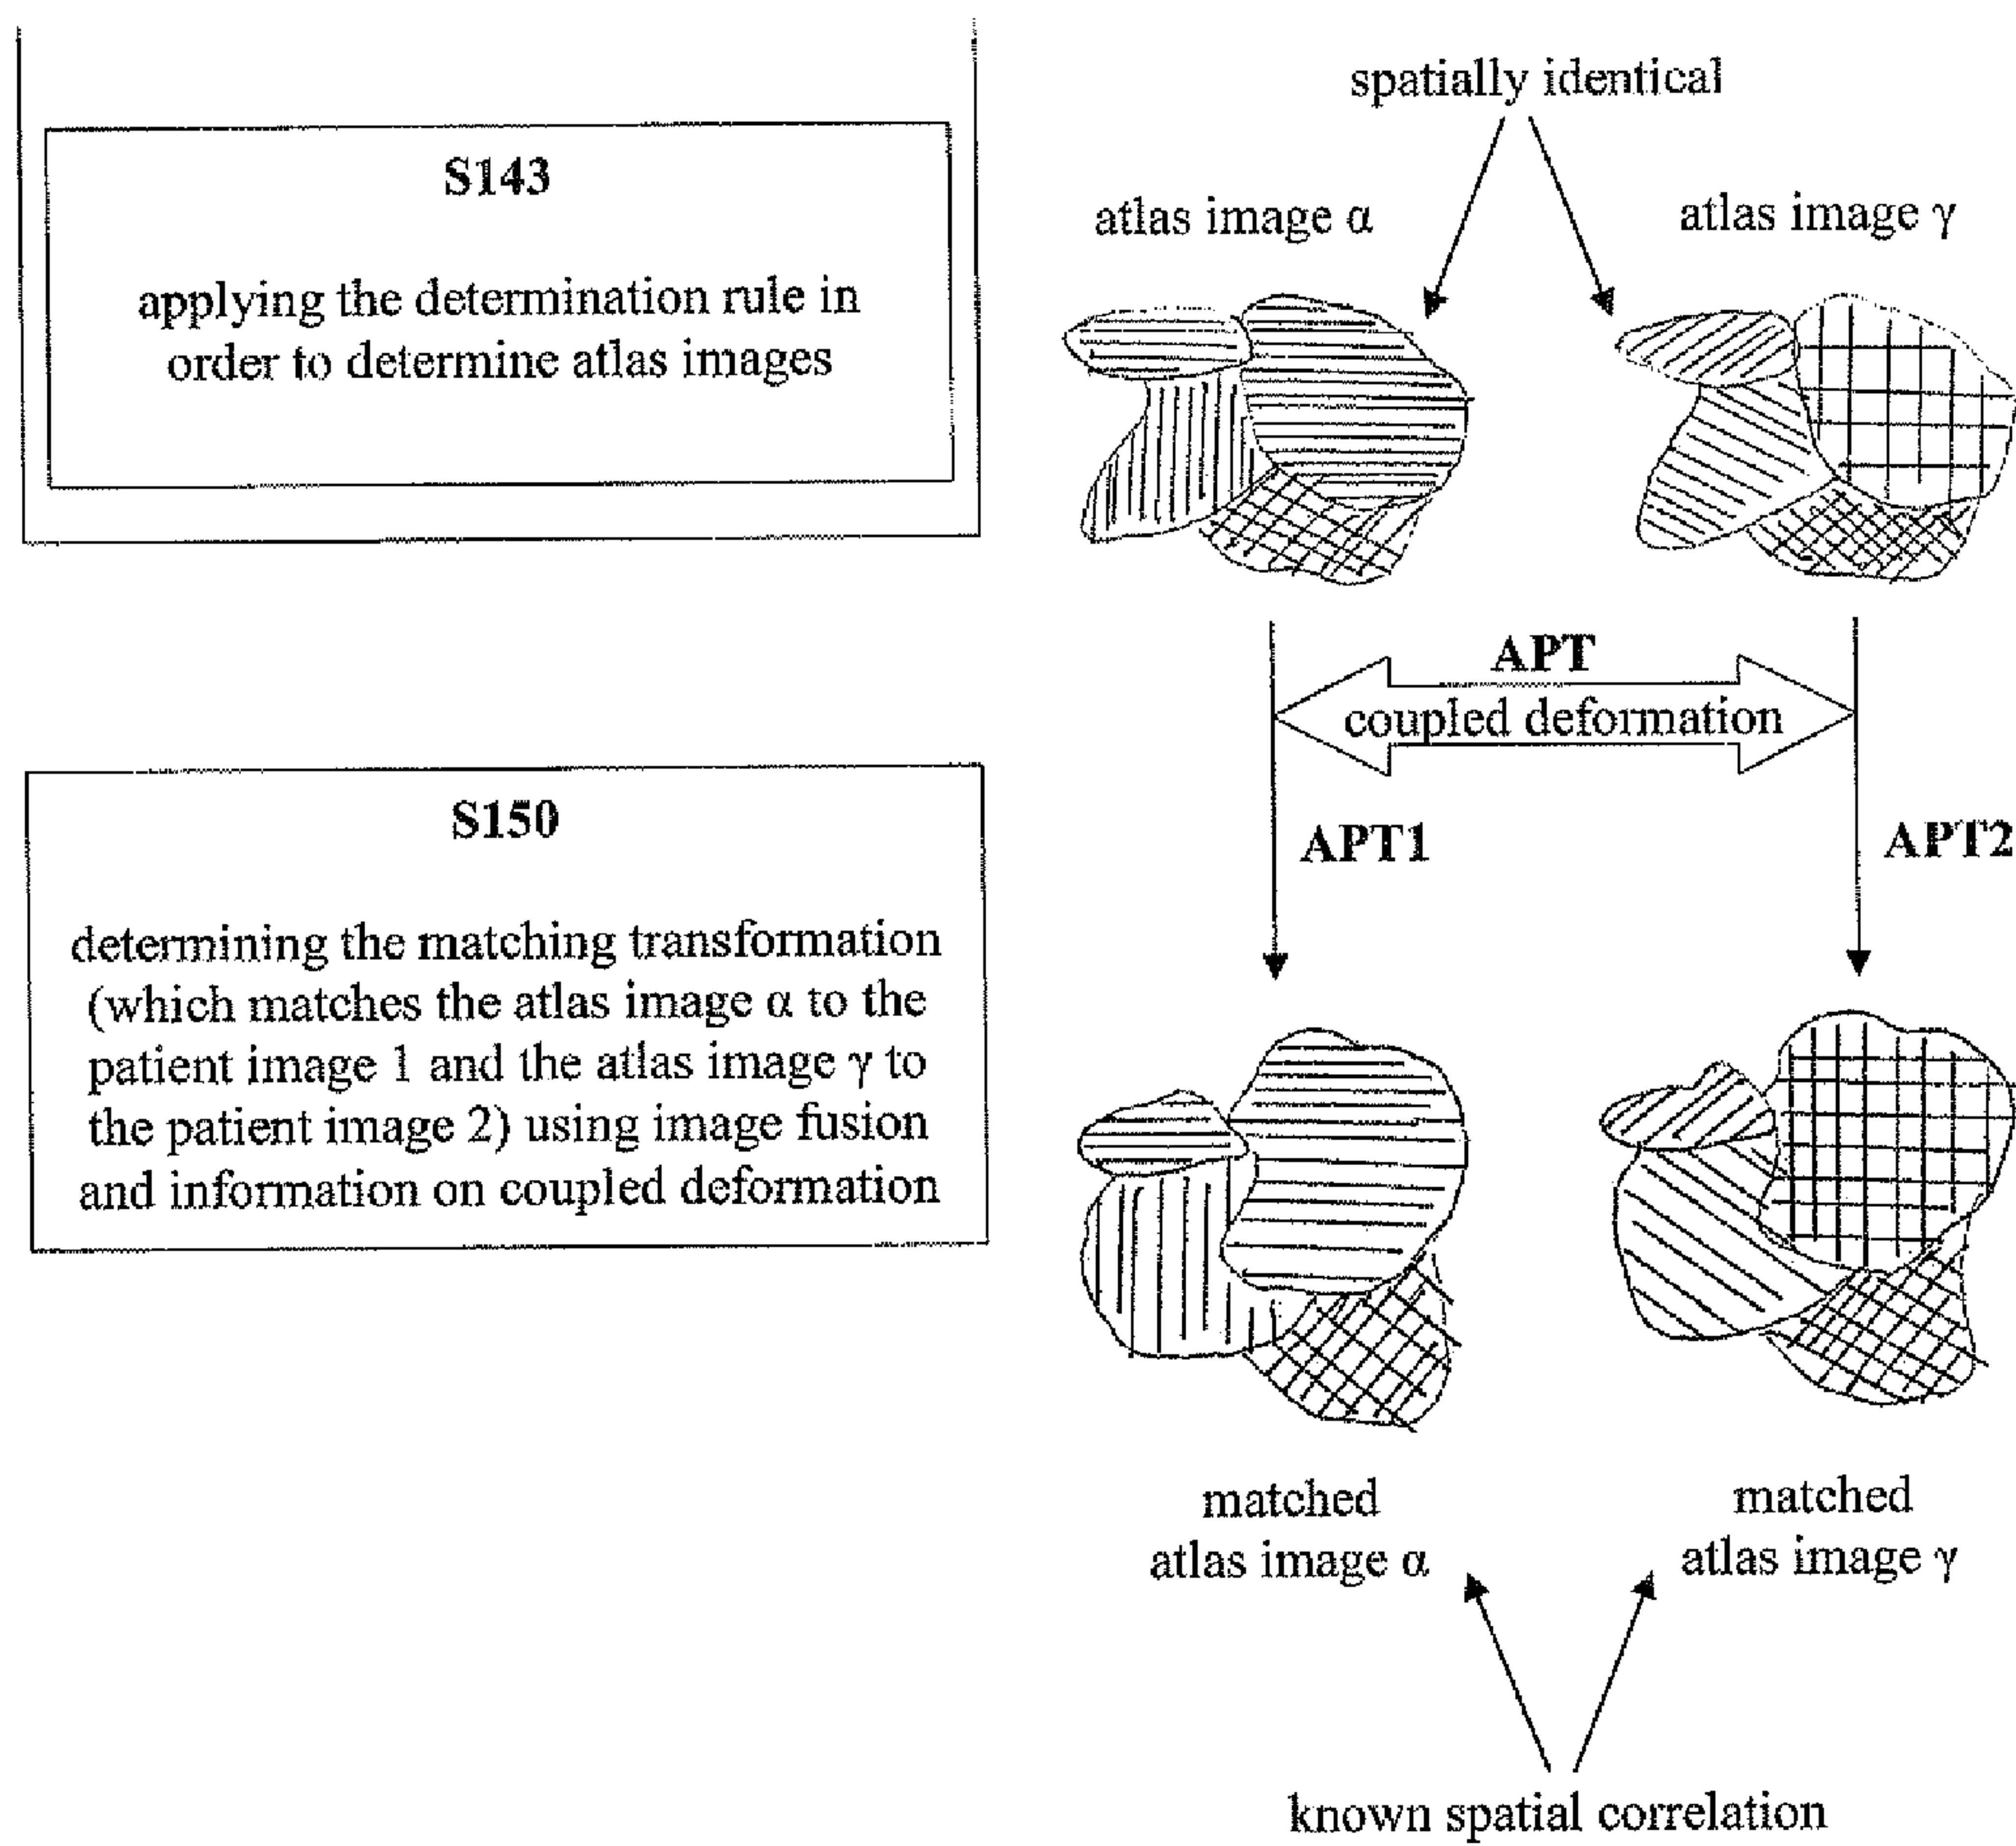 S143
applying the determination rule in
order to determine atlas images
spatially identical
atlas image α
atlas image γ
APT
coupled deformation
APT1
APT2
S150
determining the matching transformation
(which matches the atlas image α to the
patient image 1 and the atlas image γ to
the patient image 2) using image fusion
and information on coupled deformation
matched
atlas image α
matched
atlas image γ
known spatial correlation